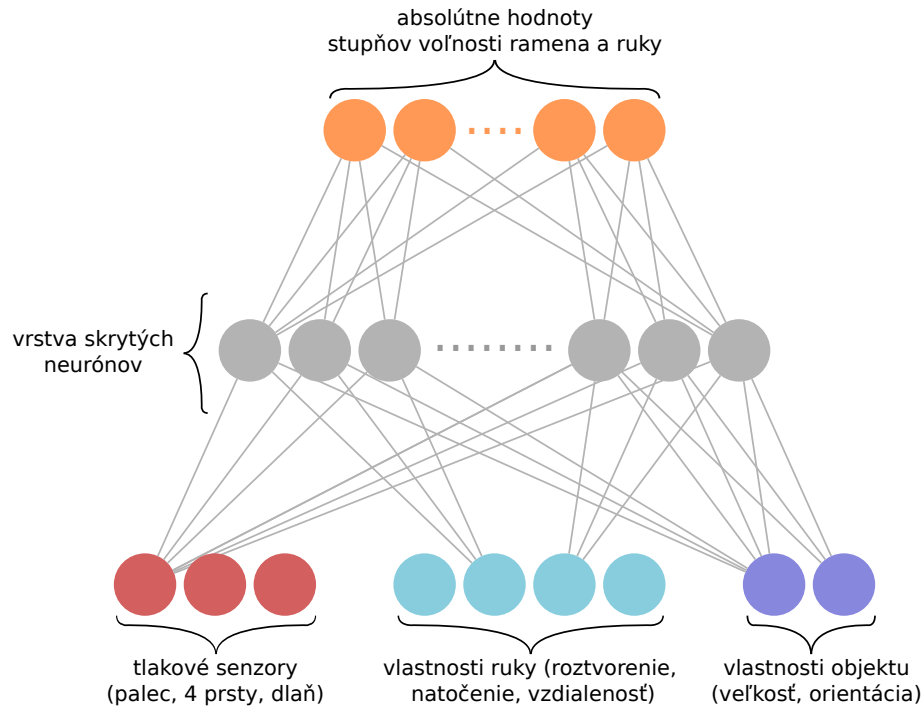 absolútne hodnoty
stupňov voľnosti ramena a ruky
vrstva skrytých
neurónov
tlakové senzory
(palec, 4 prsty, dlaň)
vlastnosti ruky (roztvorenie,
natočenie, vzdialenosť)
vlastnosti objektu
(veľkosť, orientácia)